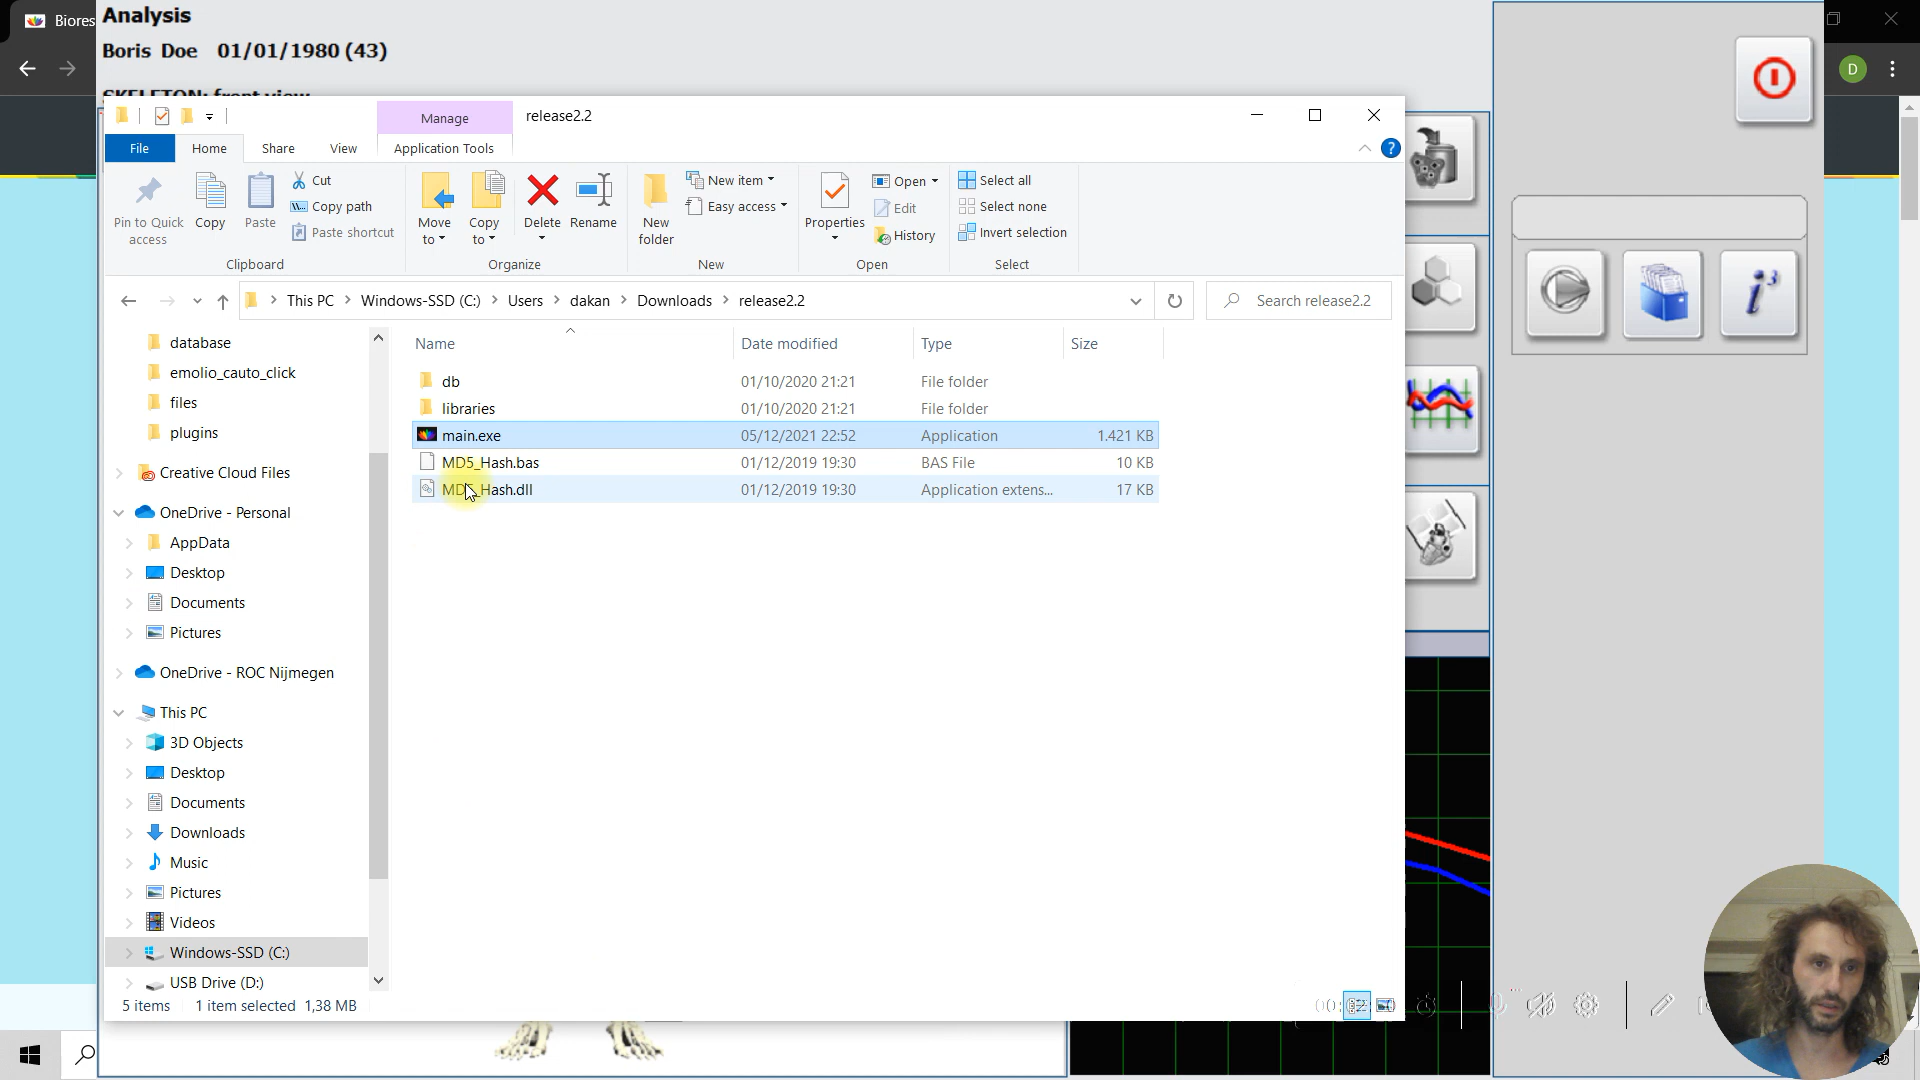 Biores
Analysis
Boris Doe 01/01/1980 (43)
SKELETON: front view
D
Manage
release2.2
File
Home
Share
View
Application Tools
?
Pin to Quick access
Copy
Paste
Cut
Copy path
Paste shortcut
Move to
Copy to
Delete
Rename
New folder
New item
Easy access
Properties
Open
Edit
History
Select all
Select none
Invert selection
Clipboard
Organize
New
Open
Select
This PC
Windows-SSD (C:)
Users
dakan
Downloads
release2.2
Search release2.2
Name
Date modified
Type
Size
db 01/10/2020 21:21 File folder
libraries 01/10/2020 21:21 File folder
main.exe 05/12/2021 22:52 Application 1.421 KB
MD5_Hash.bas 01/12/2019 19:30 BAS File 10 KB
MD5_Hash.dll 01/12/2019 19:30 Application extens... 17 KB
database
emolio_cauto_click
files
plugins
Creative Cloud Files
OneDrive - Personal
AppData
Desktop
Documents
Pictures
OneDrive - ROC Nijmegen
This PC
3D Objects
Desktop
Documents
Downloads
Music
Pictures
Videos
Windows-SSD (C:)
USB Drive (D:)
5 items
1 item selected 1,38 MB
i³